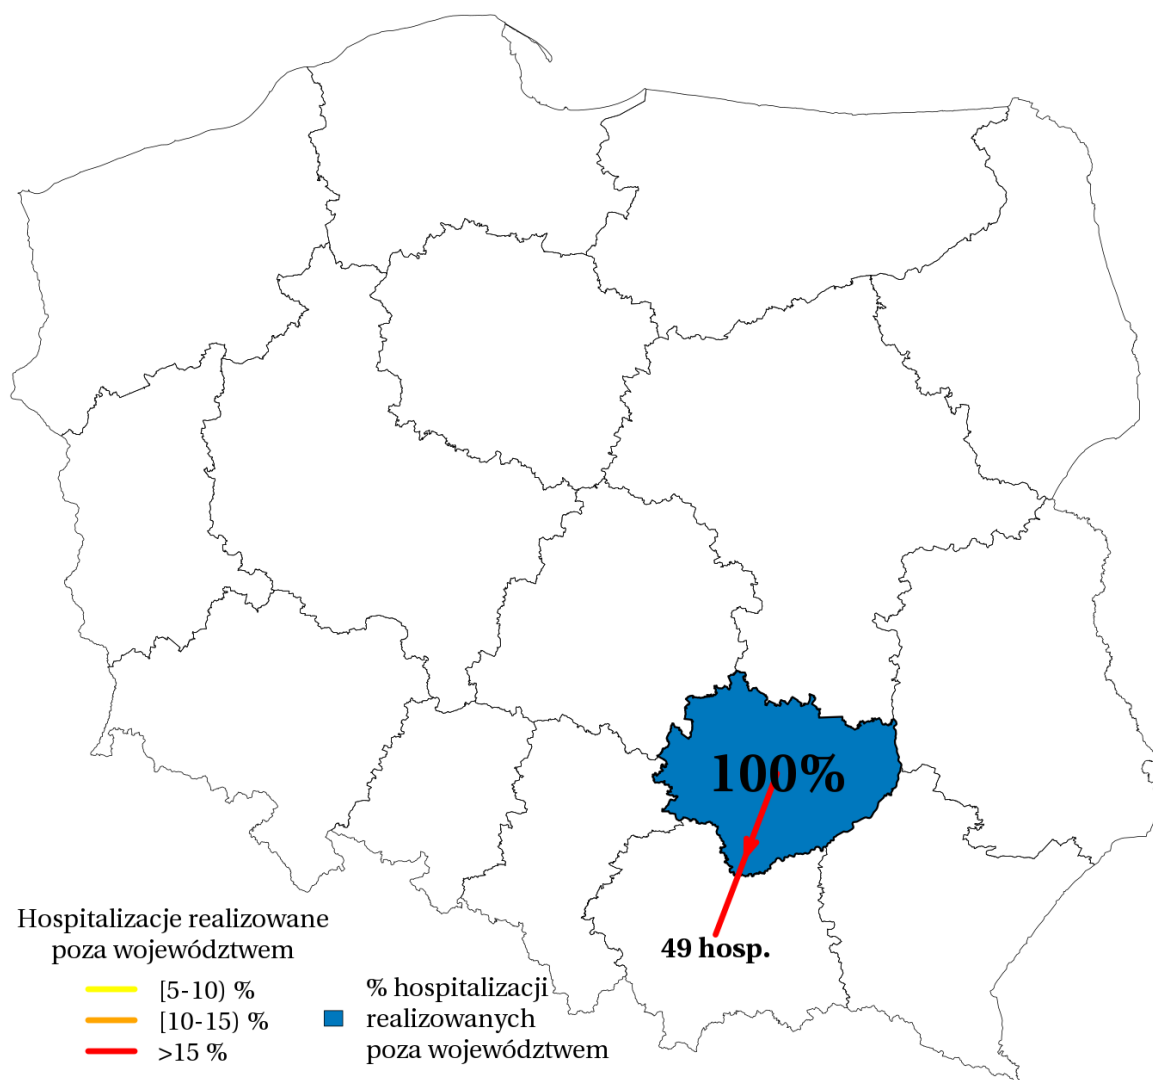 100%
49 hosp.
Hospitalizacje realizowane
poza województwem
[5-10) %
[10-15) %
>15 %
% hospitalizacji
realizowanych
poza województwem